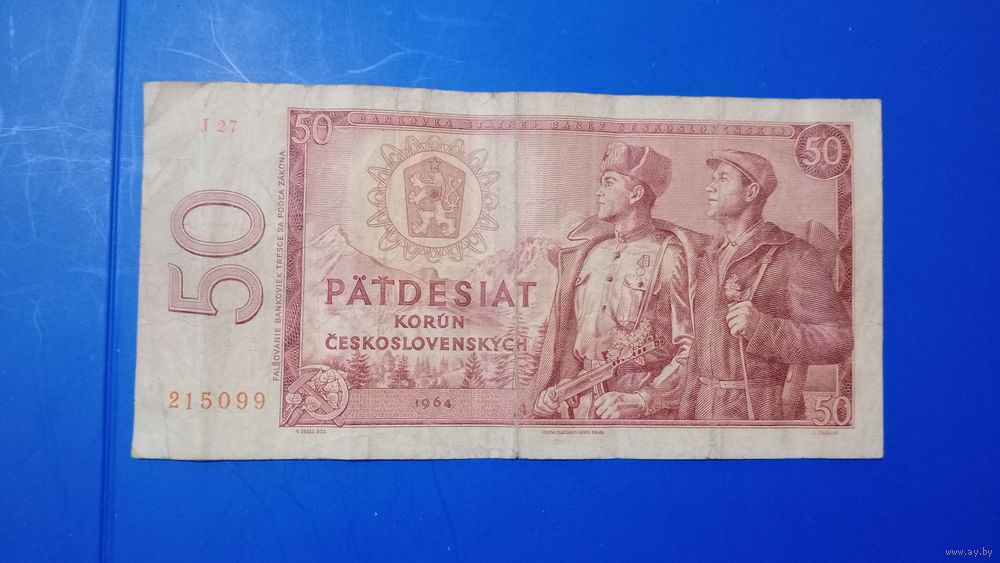 J 27
50
BANKOVKA ŠTÁTNEJ BANKY ČESKOSLOVENSKEJ
50
50
FALŠOVANIE BANKOVIEK TRESCE SA PODĽA ZÁKONA
PÄŤDESIAT
KORÚN
ČESKOSLOVENSKÝCH
215099
1964
50
www.ay.by